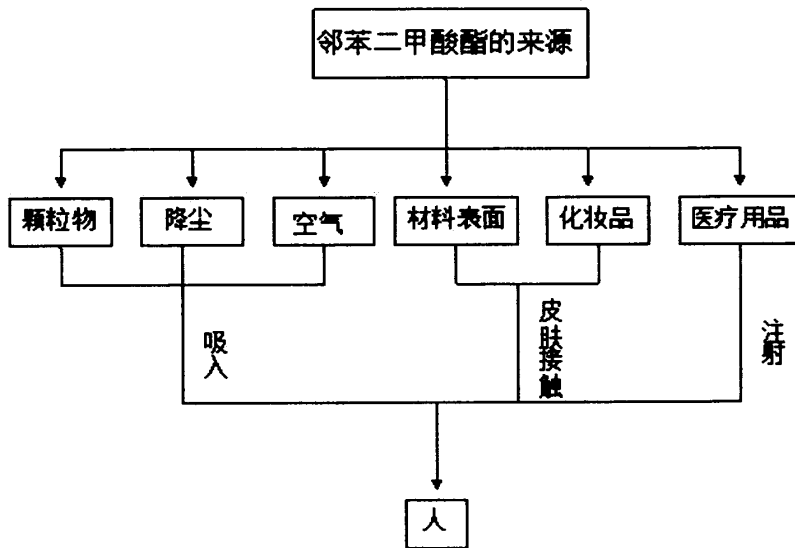 邻苯二甲酸酯的来源
颗粒物
降尘
空气
材料表面
化妆品
医疗用品
吸入
皮肤接触
注射
人